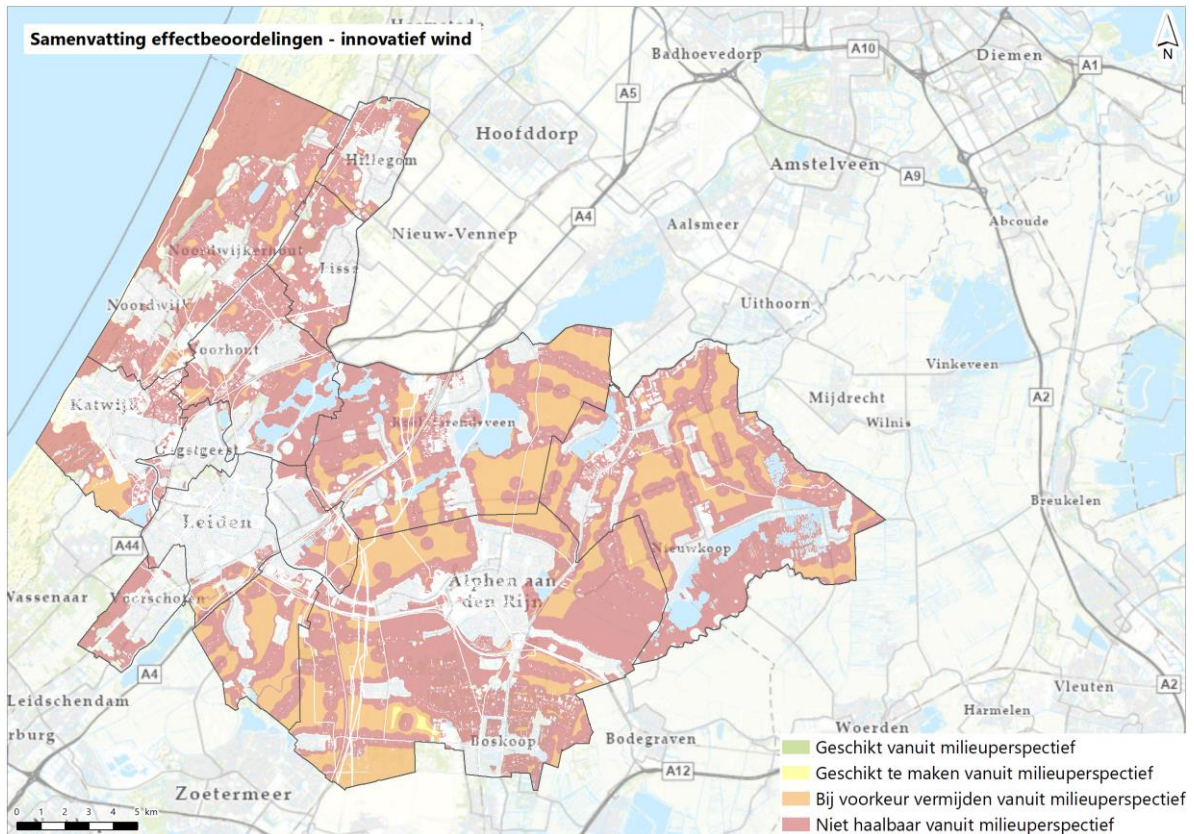 Samenvatting effectbeoordelingen - innovatief wind
N
Badhoevedorp
A10
Diemen
A1
A5
Hoofddorp
Hillegom
Amstelveen
A9
A4
Abcoude
Nieuw-Vennep
Aalsmeer
Noordwijkerhout
Lisse
Uithoorn
Noordwijk
Voorhout
Vinkeveen
Mijdrecht
A2
Katwijk
Wilnis
Oegstgeest
Breukelen
Leiden
A44
Nieuwkoop
Alphen aan
den Rijn
Wassenaar
Voorschoten
A4
Leidschendam
Vleuten
A2
Harmelen
Woerden
rburg
Boskoop
Bodegraven
A12
Zoetermeer
0 1 2 3 4 5 km
Geschikt vanuit milieuperspectief
Geschikt te maken vanuit milieuperspectief
Bij voorkeur vermijden vanuit milieuperspectief
Niet haalbaar vanuit milieuperspectief